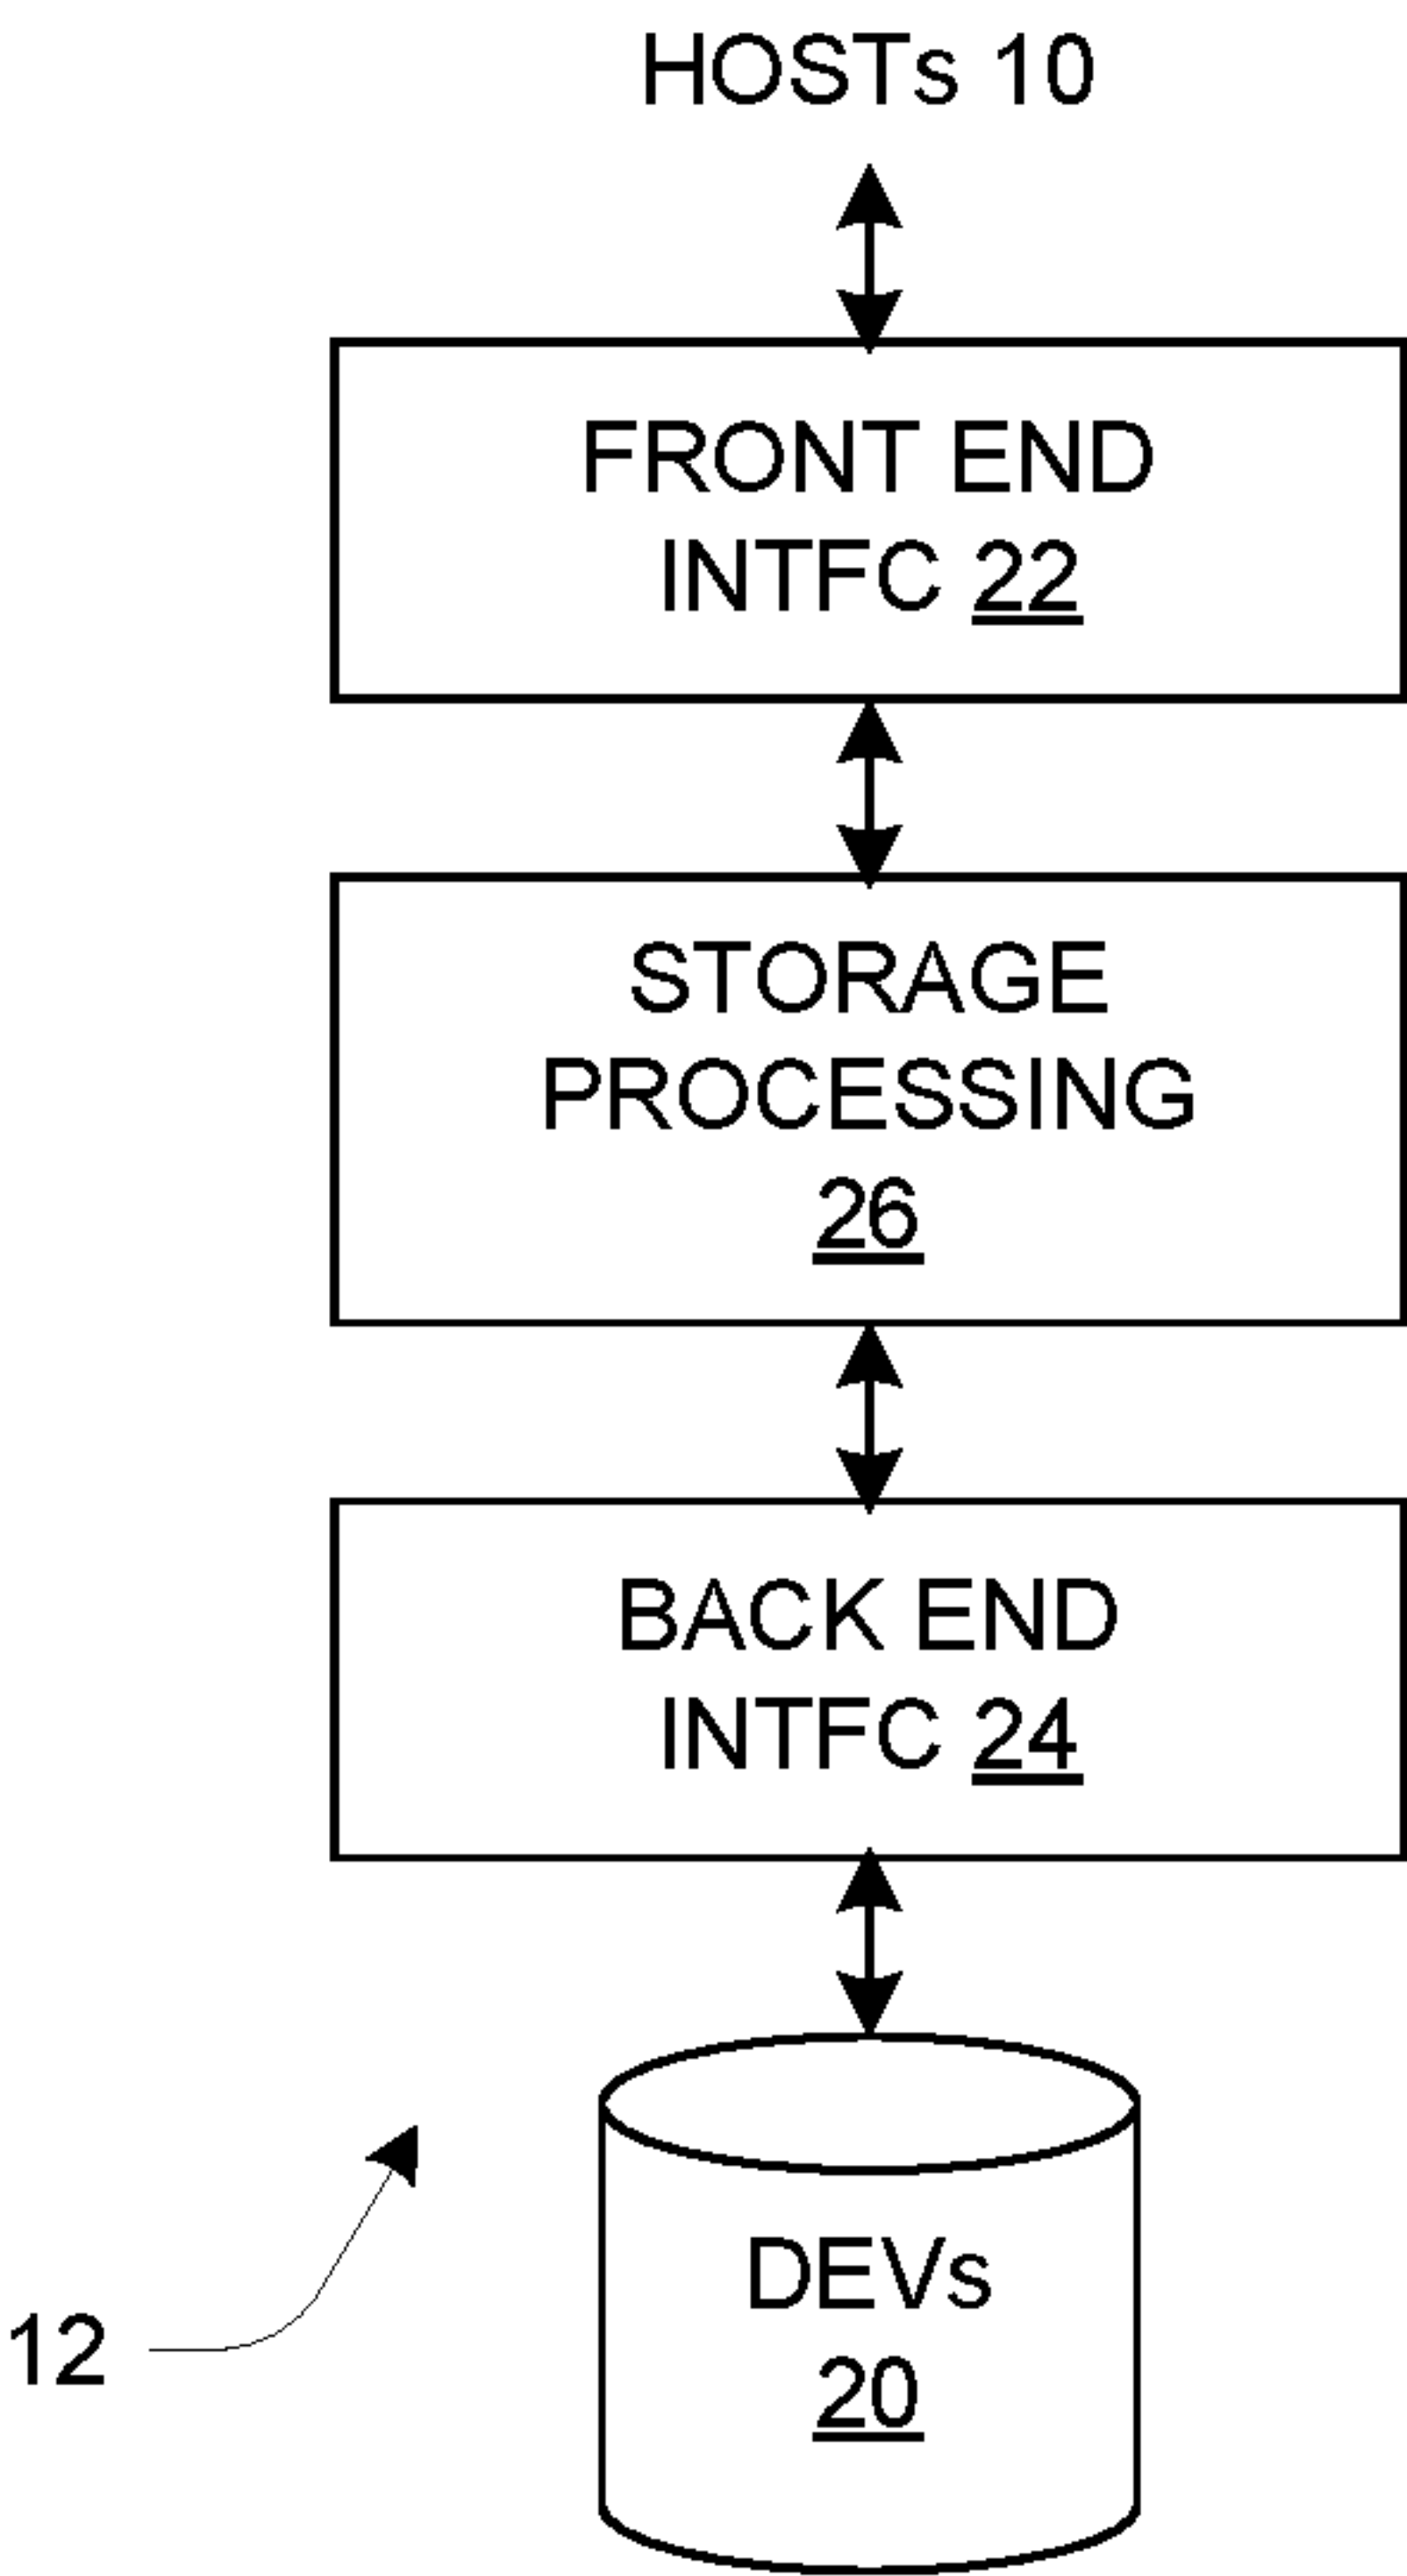 HOSTs 10
FRONT END
INTFC 22
STORAGE
PROCESSING
26
BACK END
INTFC 24
DEVs
20
12